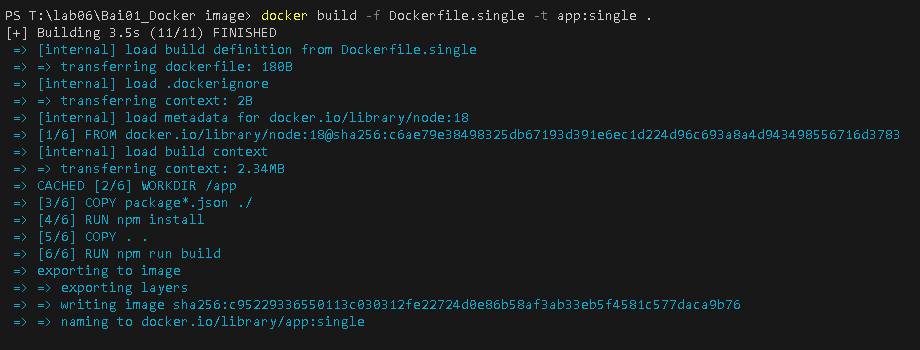 PS T:\lab06\Bai01_Docker image> docker build -f Dockerfile.single -t app:single .
[+] Building 3.5s (11/11) FINISHED
=> [internal] load build definition from Dockerfile.single
=> => transferring dockerfile: 180B
=> [internal] load .dockerignore
=> => transferring context: 2B
=> [internal] load metadata for docker.io/library/node:18
=> [1/6] FROM docker.io/library/node:18@sha256:c6ae79e38498325db67193d391e6ec1d224d96c693a8a4d943498556716d3783
=> [internal] load build context
=> => transferring context: 2.34MB
=> CACHED [2/6] WORKDIR /app
=> [3/6] COPY package*.json ./
=> [4/6] RUN npm install
=> [5/6] COPY . .
=> [6/6] RUN npm run build
=> exporting to image
=> => exporting layers
=> => writing image sha256:c95229336550113c030312fe22724d0e86b58af3ab33eb5f4581c577daca9b76
=> => naming to docker.io/library/app:single